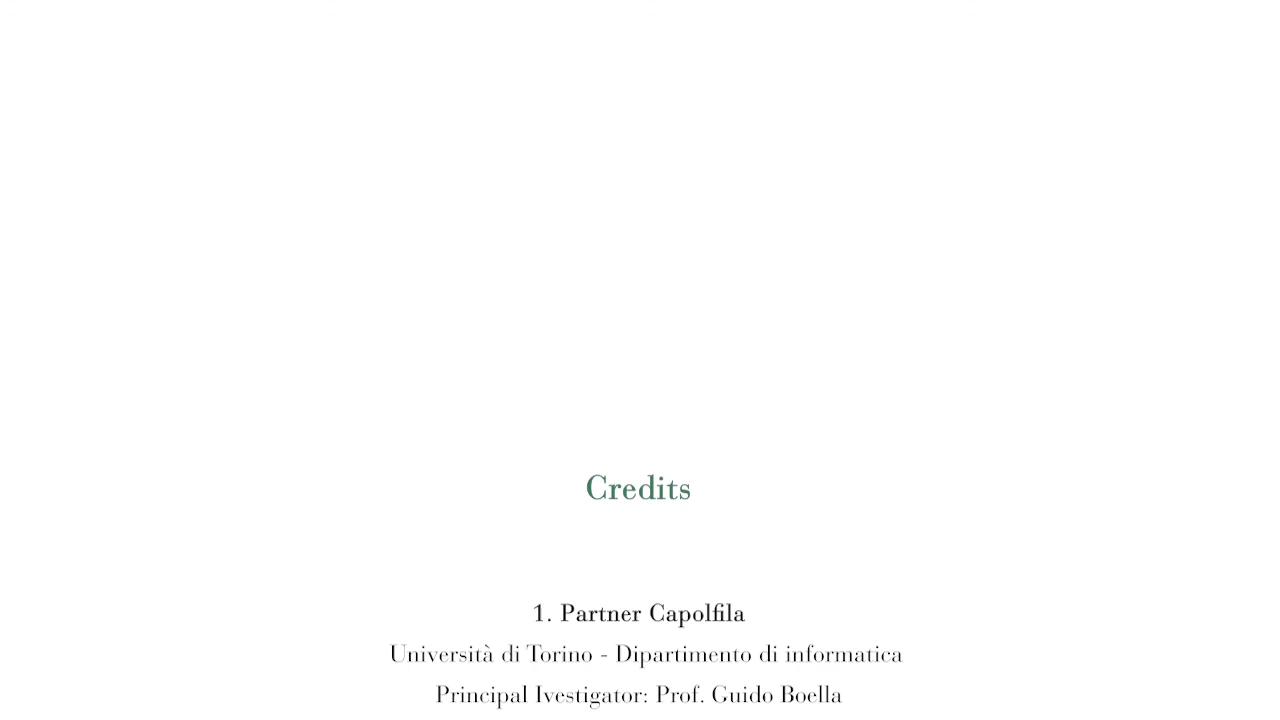 Credits
1. Partner Capolfila
Università di Torino - Dipartimento di informatica
Principal Ivestigator: Prof. Guido Boella